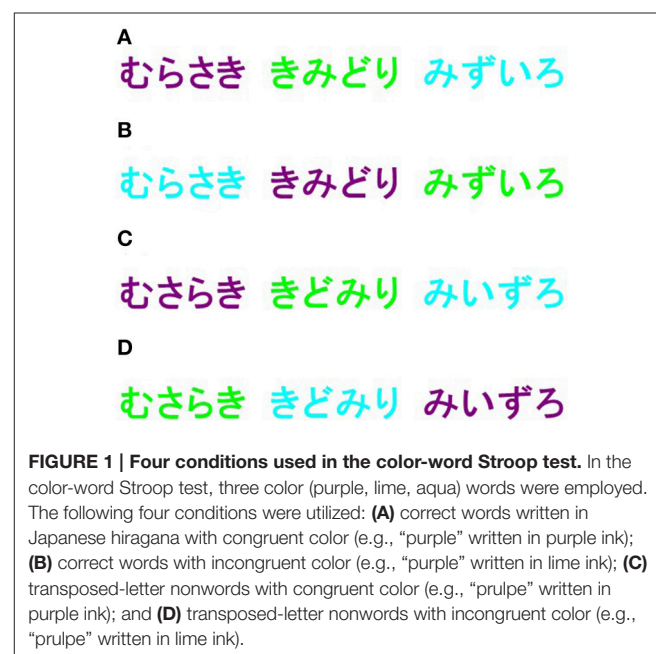 A
むらさき きみどり みずいろ
B
むらさき きみどり みずいろ
C
むさらき きどみり みいずろ
D
むさらき きどみり みいずろ
FIGURE 1 | Four conditions used in the color-word Stroop test. In the
color-word Stroop test, three color (purple, lime, aqua) words were employed.
The following four conditions were utilized: (A) correct words written in
Japanese hiragana with congruent color (e.g., “purple” written in purple ink);
(B) correct words with incongruent color (e.g., “purple” written in lime ink); (C)
transposed-letter nonwords with congruent color (e.g., “prulpe” written in
purple ink); and (D) transposed-letter nonwords with incongruent color (e.g.,
“prulpe” written in lime ink).